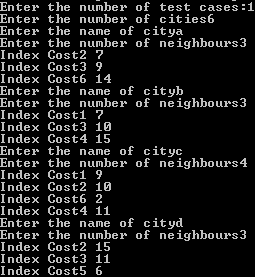 Enter the number of test cases:1
Enter the number of cities6
Enter the name of citya
Enter the number of neighbours3
Index Cost2 7
Index Cost3 9
Index Cost6 14
Enter the name of cityb
Enter the number of neighbours3
Index Cost1 7
Index Cost3 10
Index Cost4 15
Enter the name of cityc
Enter the number of neighbours4
Index Cost1 9
Index Cost2 10
Index Cost6 2
Index Cost4 11
Enter the name of cityd
Enter the number of neighbours3
Index Cost2 15
Index Cost3 11
Index Cost5 6